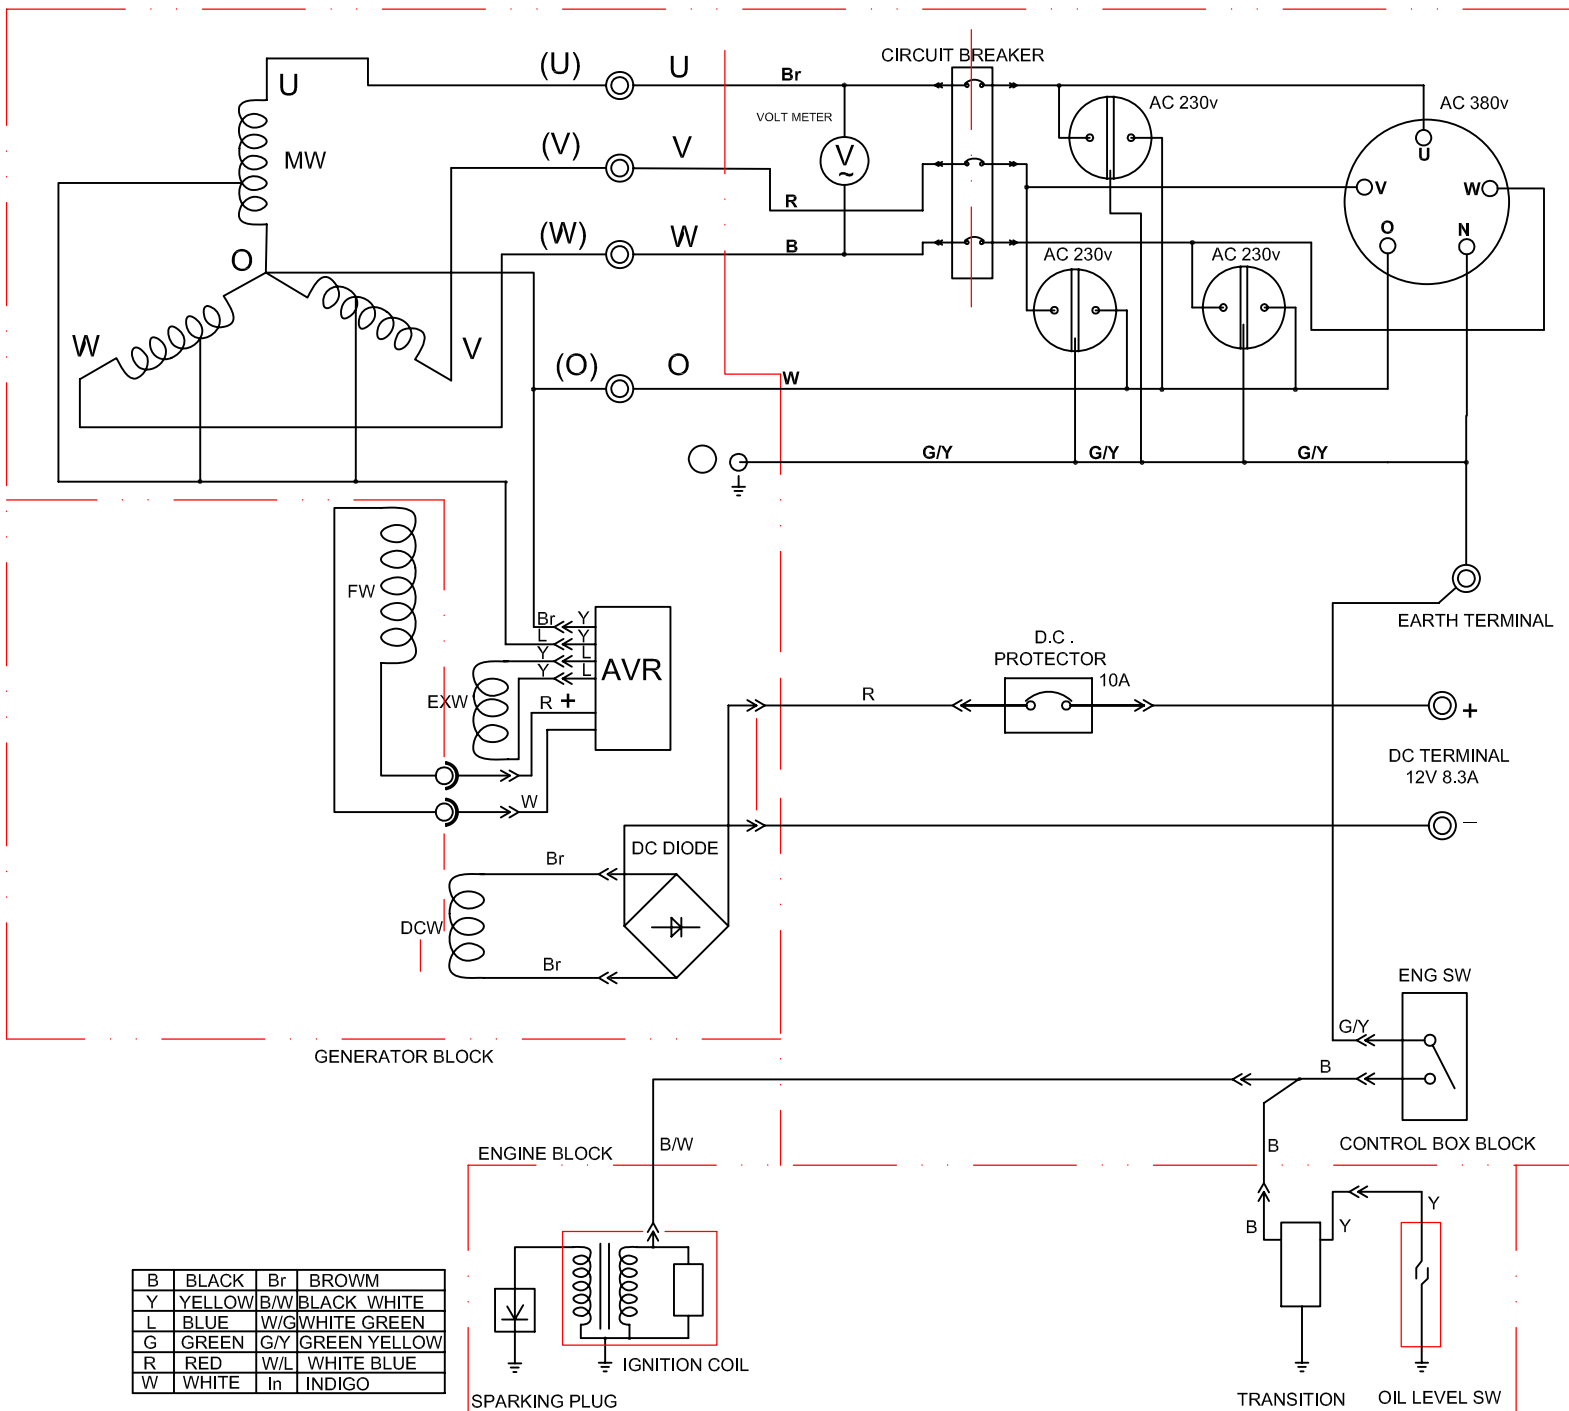 CIRCUIT BREAKER
U
(U)
U
Br
VOLT METER
AC 230v
AC 380v
MW
(V)
V
V
~
U
V
W
R
O
(W)
W
B
O
N
AC 230v
AC 230v
W
V
(O)
O
W
G/Y
G/Y
G/Y
FW
Br
Y
L
Y
Y
L
Y
L
AVR
EXW
R +
W
EARTH TERMINAL
D.C .
PROTECTOR
10A
R
+
DC TERMINAL
12V 8.3A
—
DC DIODE
Br
DCW
Br
ENG SW
G/Y
B
GENERATOR BLOCK
CONTROL BOX BLOCK
ENGINE BLOCK
B/W
B
B
Y
Y
IGNITION COIL
SPARKING PLUG
TRANSITION
OIL LEVEL SW
B BLACK Br BROWM
Y YELLOW B/W BLACK WHITE
L BLUE W/G WHITE GREEN
G GREEN G/Y GREEN YELLOW
R RED W/L WHITE BLUE
W WHITE In INDIGO